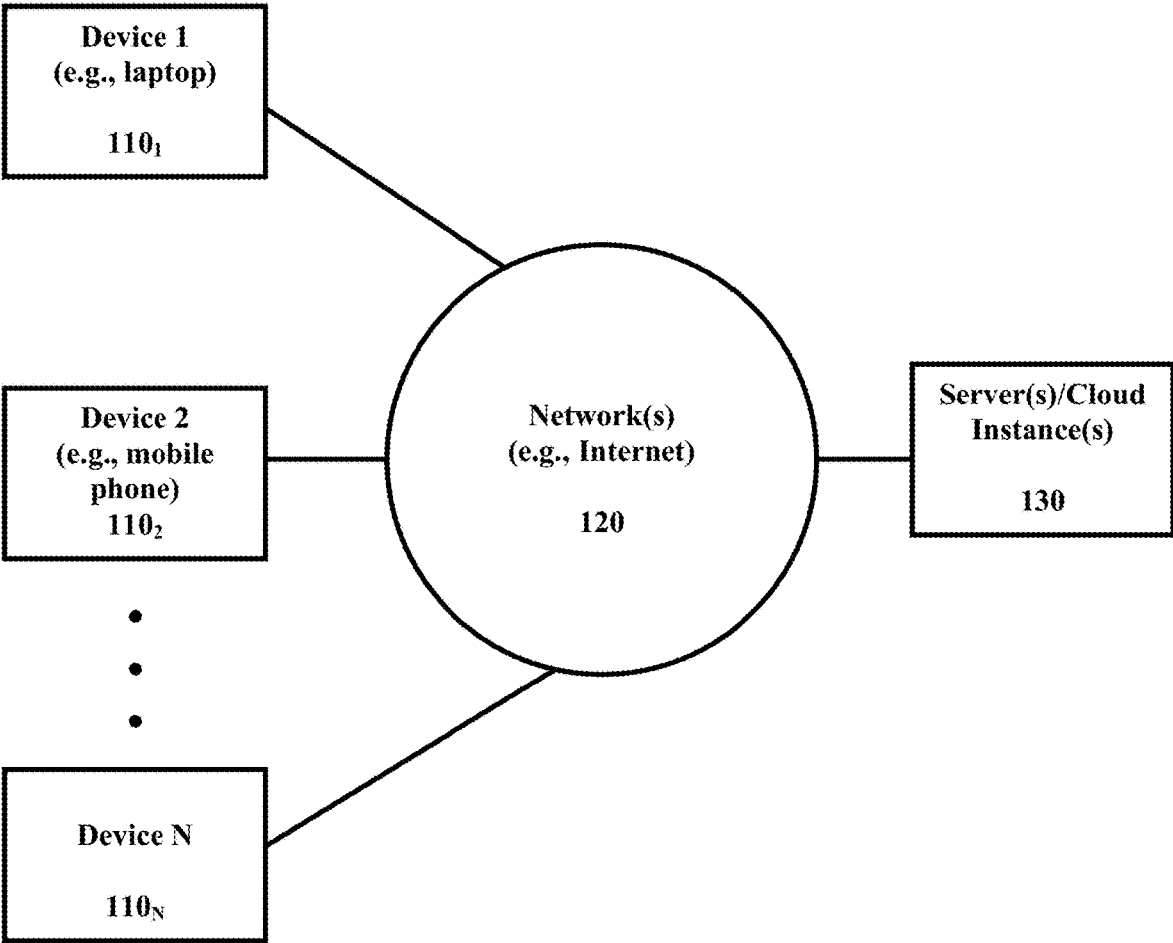 Device 1
(e.g., laptop)
110₁
Device 2
(e.g., mobile
phone)
110₂
Device N
110ₙ
Network(s)
(e.g., Internet)
120
Server(s)/Cloud
Instance(s)
130